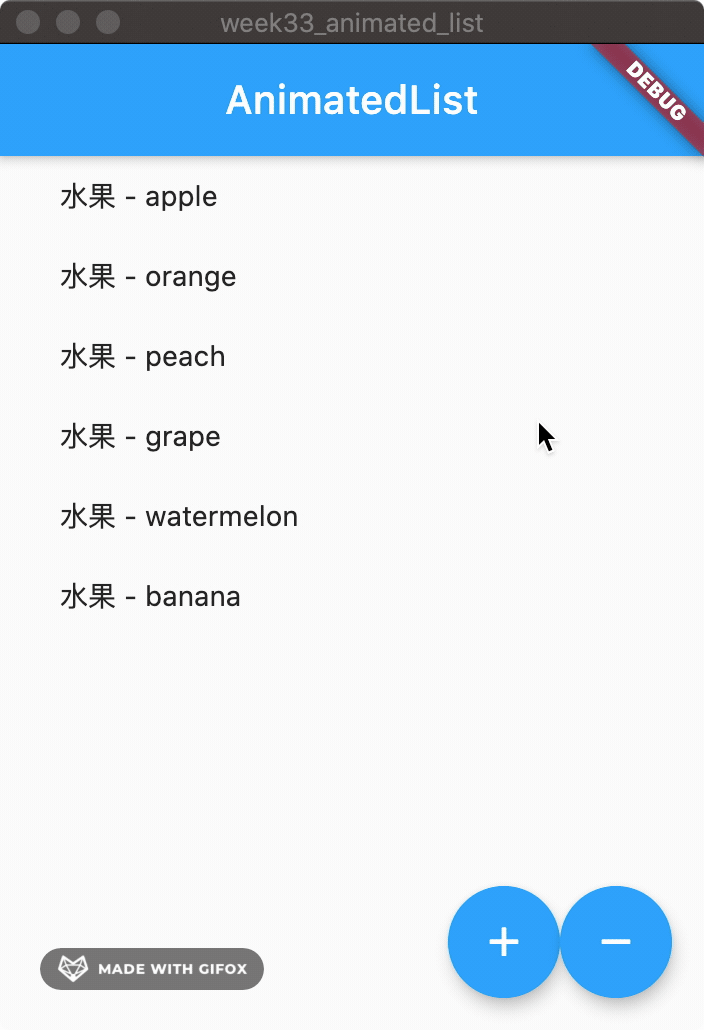 week33_animated_list
AnimatedList
DEBUG
水果 - apple
水果 - orange
水果 - peach
水果 - grape
水果 - watermelon
水果 - banana
+ −
MADE WITH GIFOX